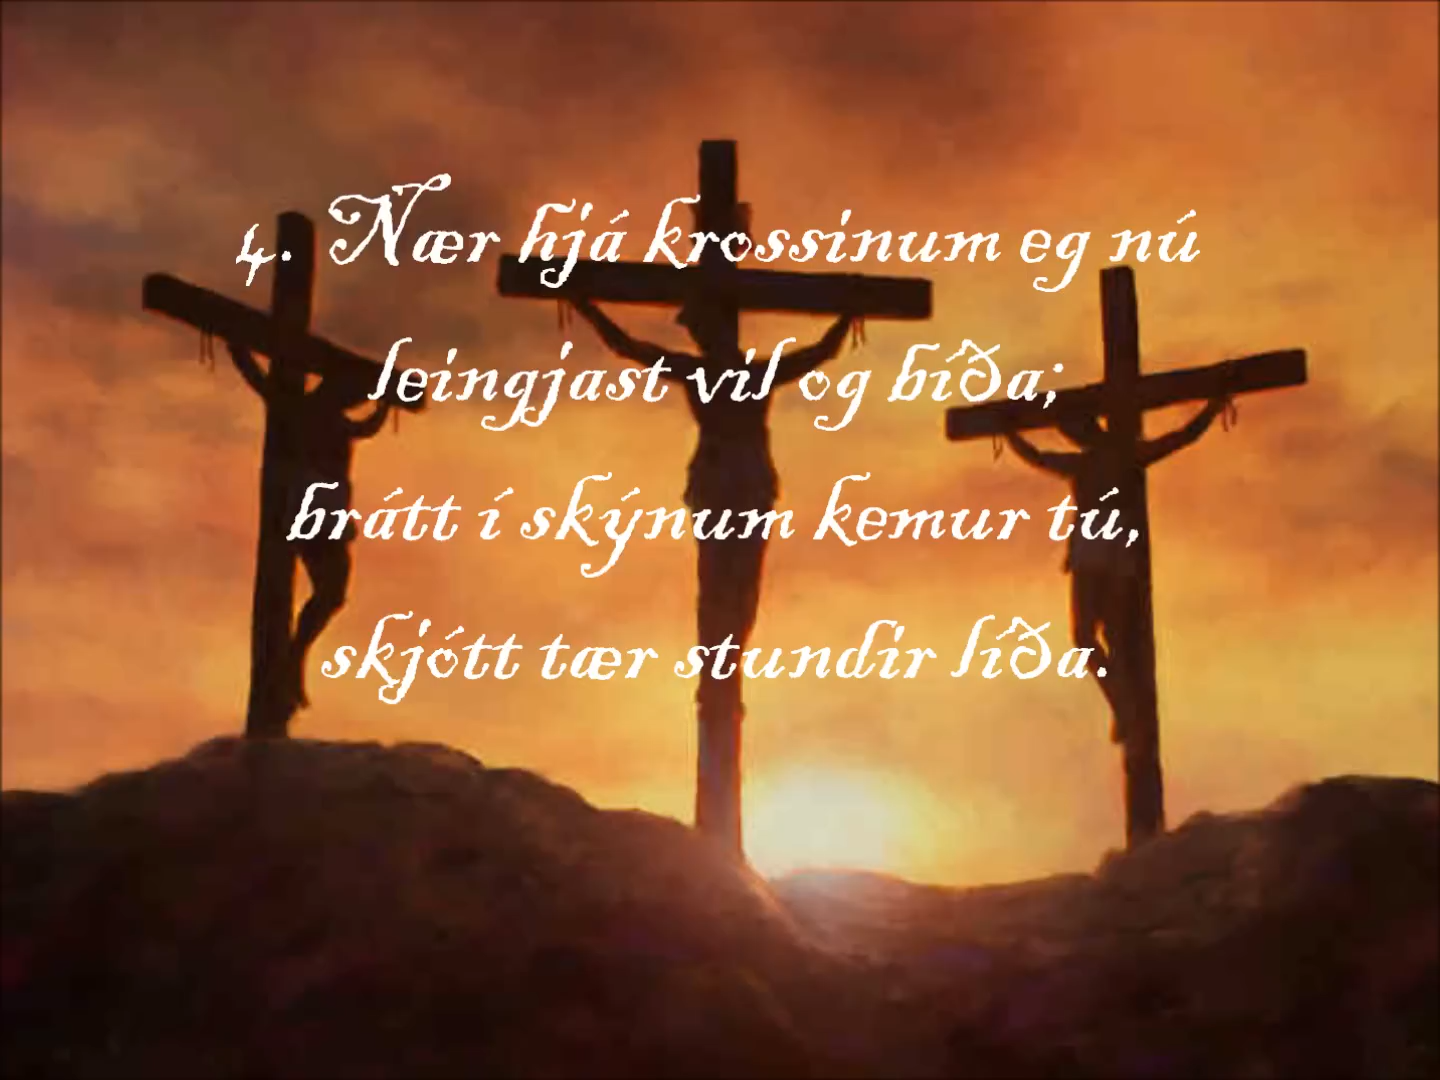 4. Nær hjá krossinum eg nú
leingjast vil og bíða;
brátt í skýnum kemur tú,
skjótt tær stundir líða.